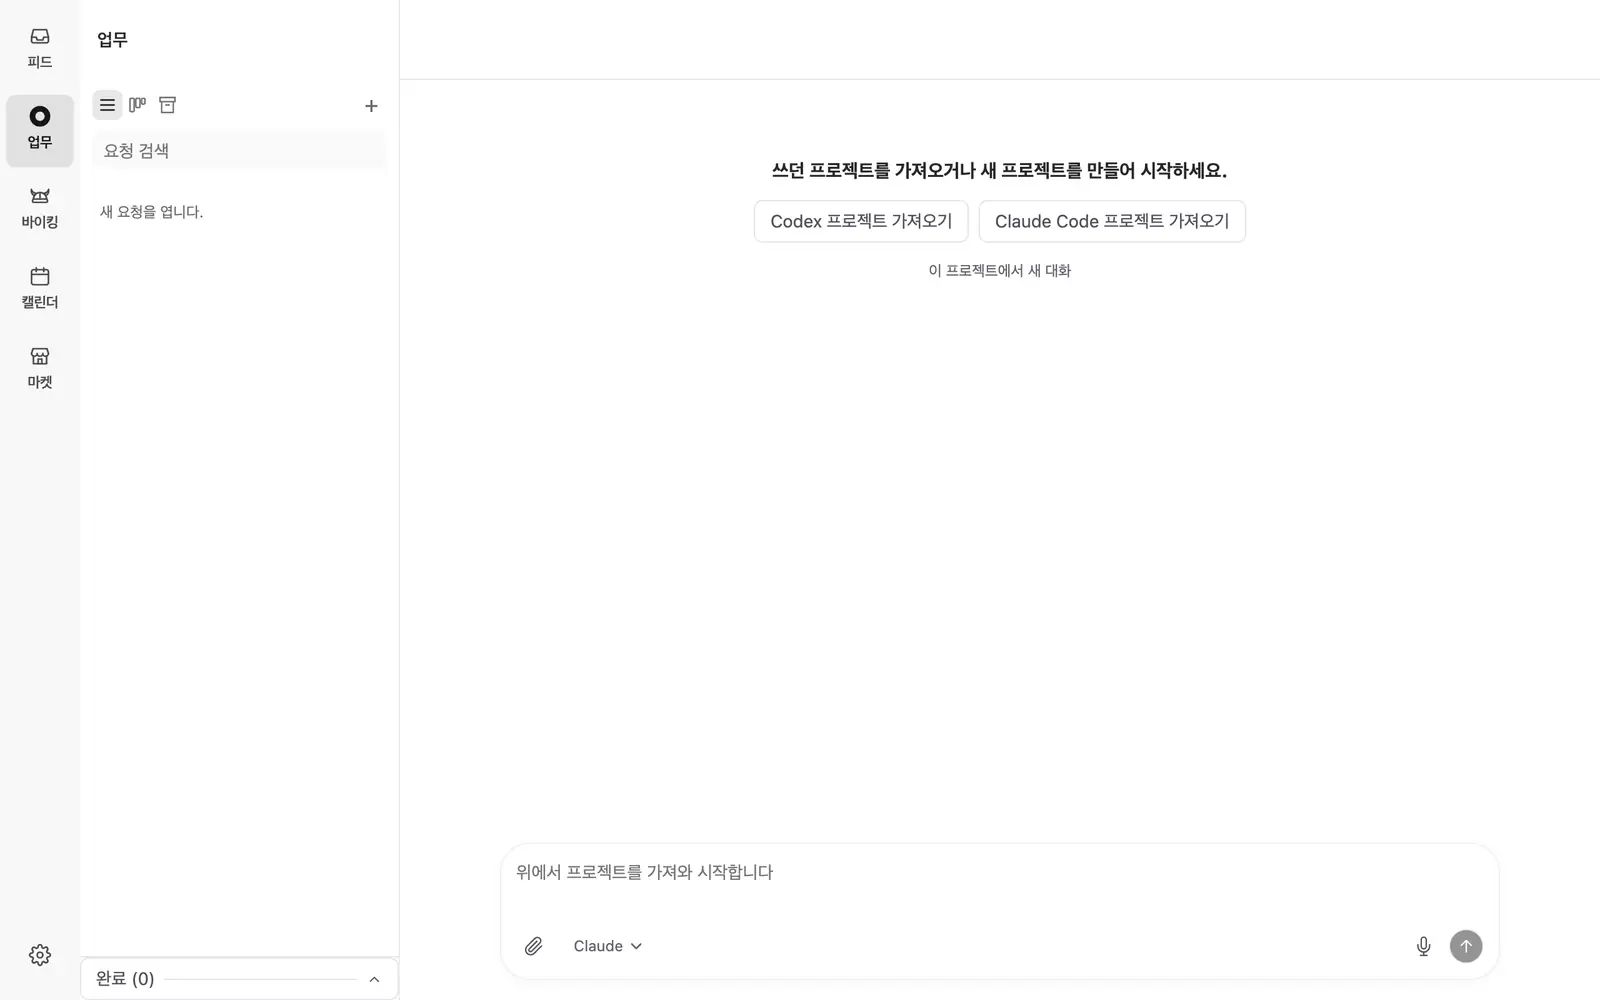 피드
업무
바이킹
캘린더
마켓
업무
요청 검색
새 요청을 엽니다.
완료 (0)
쓰던 프로젝트를 가져오거나 새 프로젝트를 만들어 시작하세요.
Codex 프로젝트 가져오기
Claude Code 프로젝트 가져오기
이 프로젝트에서 새 대화
위에서 프로젝트를 가져와 시작합니다
Claude